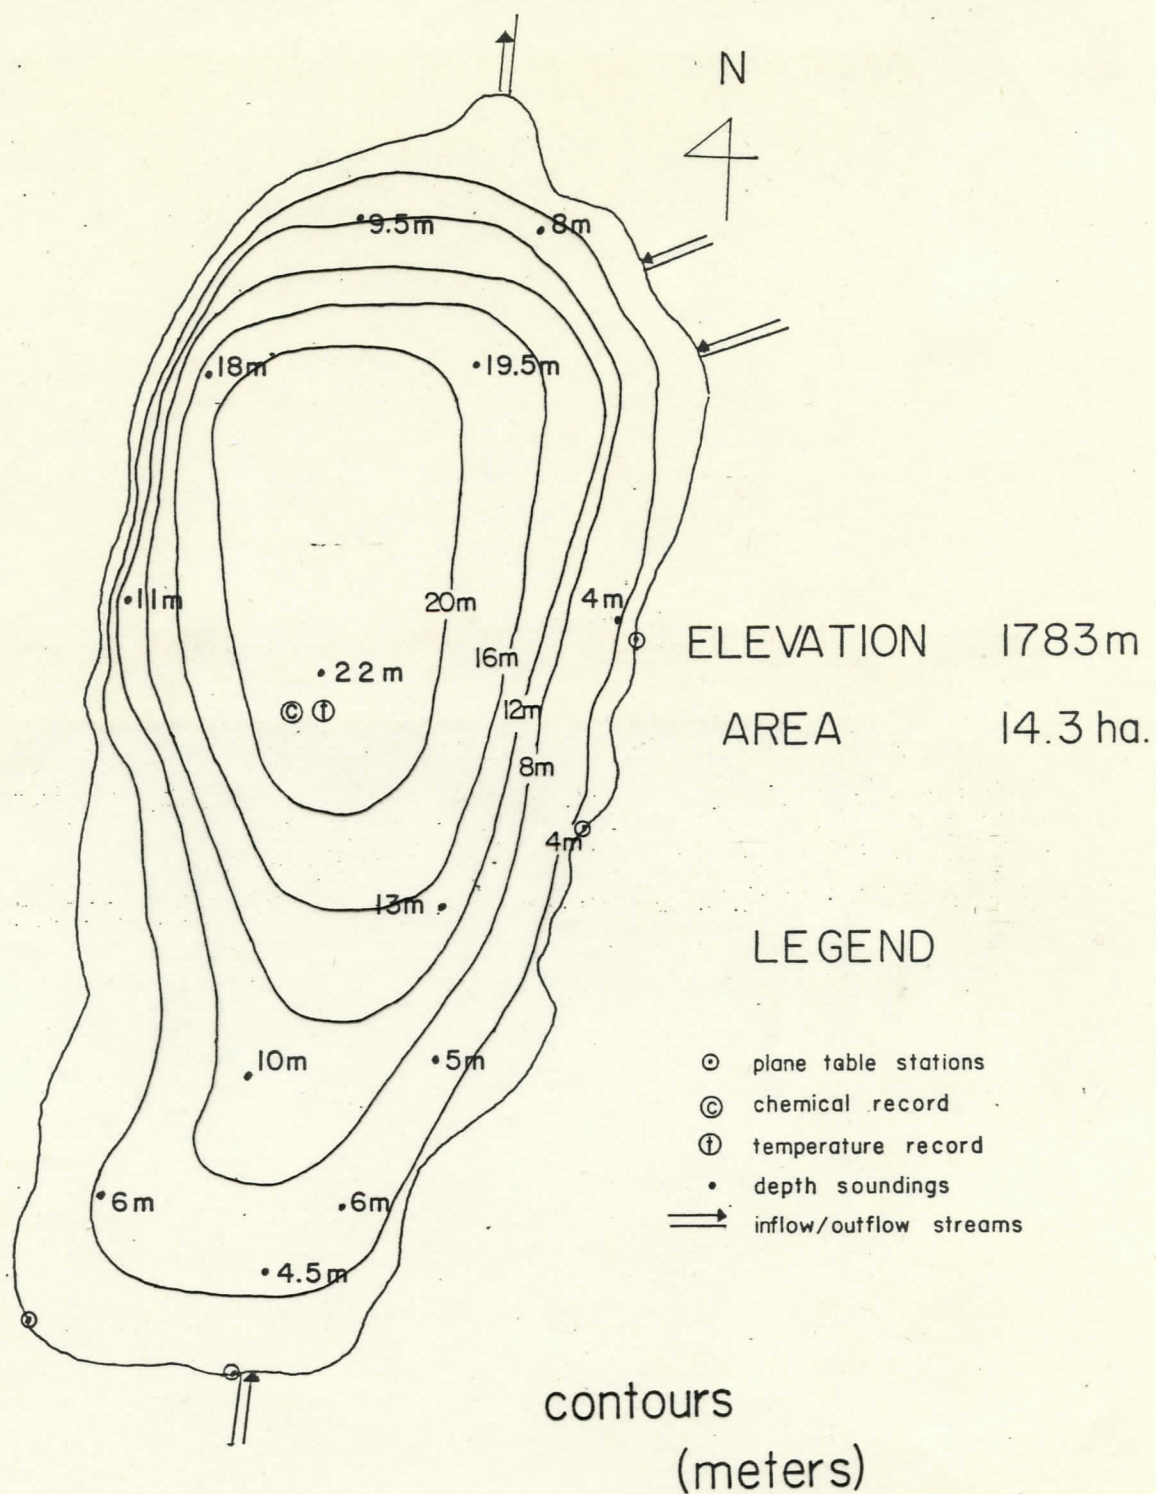 N
9.5m
8m
18m
19.5m
11m
20m
4m
16m
22m
12m
© ⓣ
8m
4m
13m
10m
5m
6m
6m
4.5m
ELEVATION 1783m
AREA 14.3 ha.
LEGEND
plane table stations
© chemical record
ⓣ temperature record
depth soundings
inflow/outflow streams
contours
(meters)